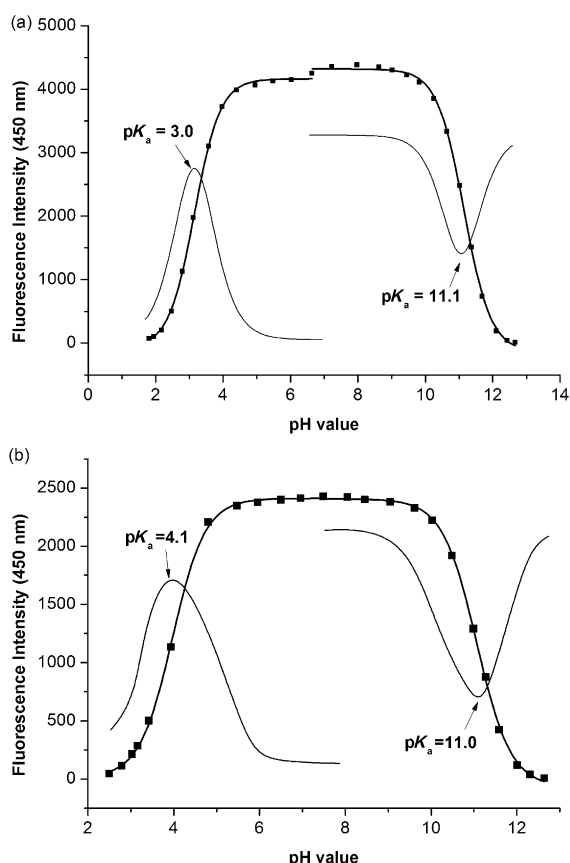 (a)
Fluorescence Intensity (450 nm)
5000
4000
3000
2000
1000
0
pKa = 3.0
pKa = 11.1
0 2 4 6 8 10 12 14
pH value
(b)
Fluorescence Intensity (450 nm)
2500
2000
1500
1000
500
0
pKa=4.1
pKa=11.0
2 4 6 8 10 12
pH value